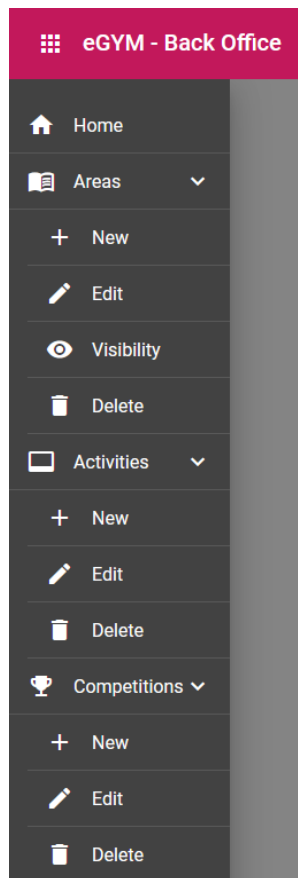 eGYM - Back Office
Home
Areas
New
Edit
Visibility
Delete
Activities
New
Edit
Delete
Competitions
New
Edit
Delete